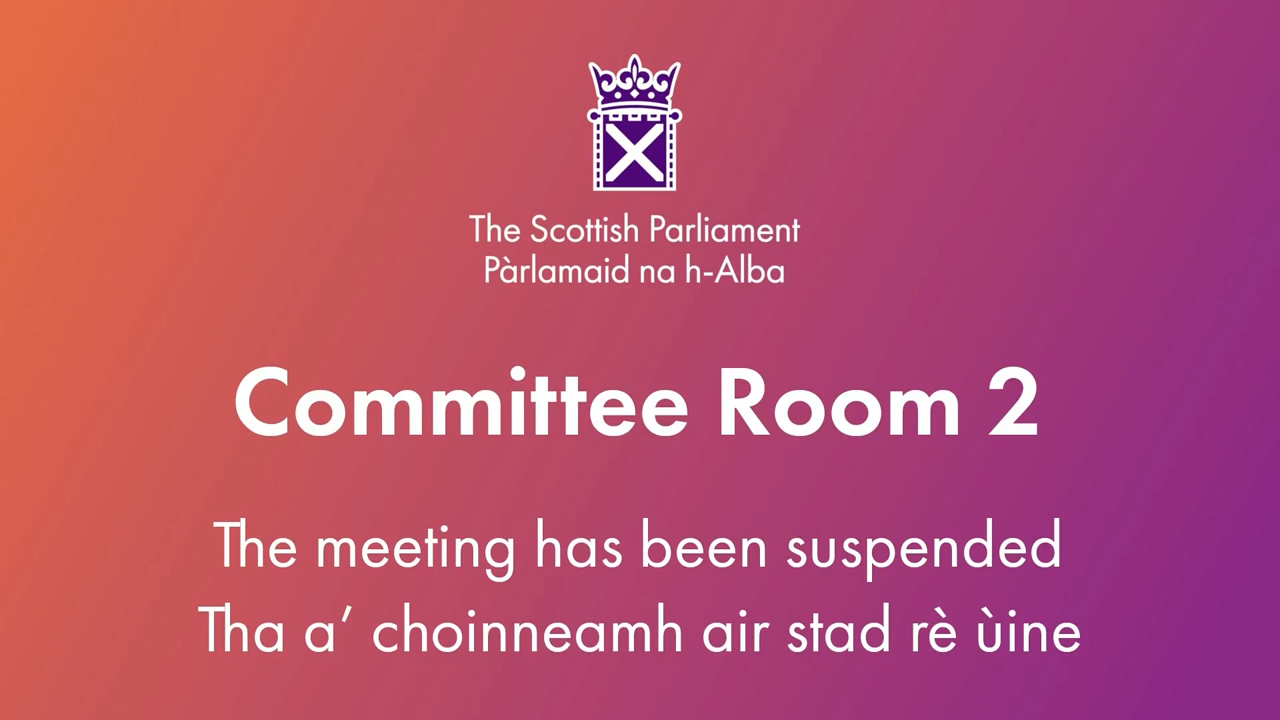 The Scottish Parliament
Pàrlamaid na h-Alba
Committee Room 2
The meeting has been suspended
Tha a’ choinneamh air stad rè ùine